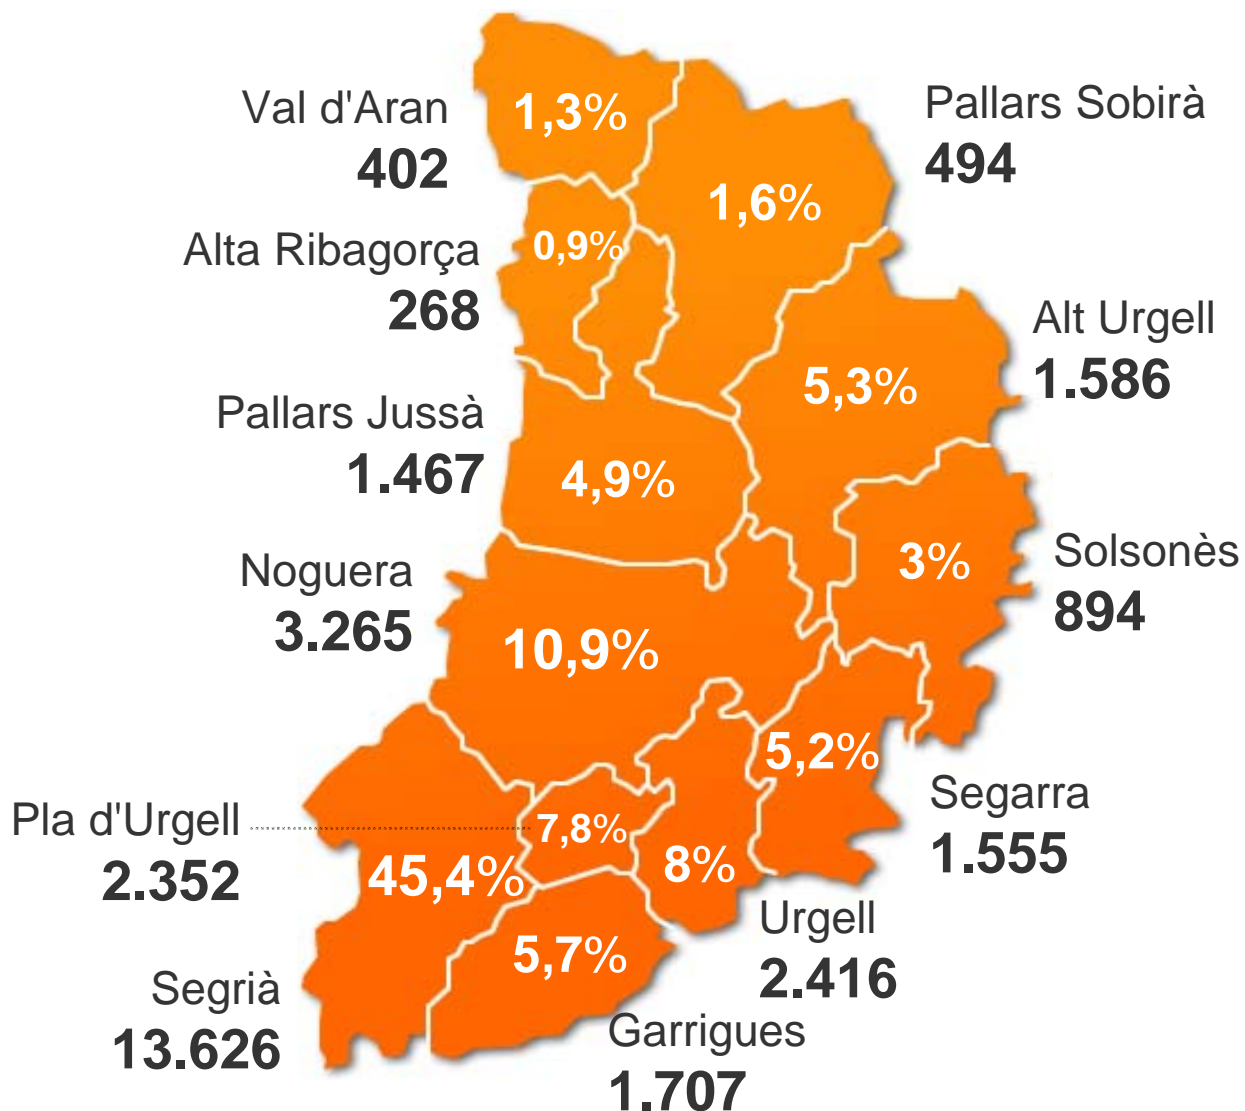 Val d'Aran
402
1,3%
Pallars Sobirà
494
1,6%
Alta Ribagorça
268
0,9%
Alt Urgell
1.586
5,3%
Pallars Jussà
1.467
4,9%
Solsonès
894
3%
Noguera
3.265
10,9%
Segarra
1.555
5,2%
Pla d'Urgell
2.352
7,8%
45,4%
8%
Urgell
2.416
Segrià
13.626
5,7%
Garrigues
1.707